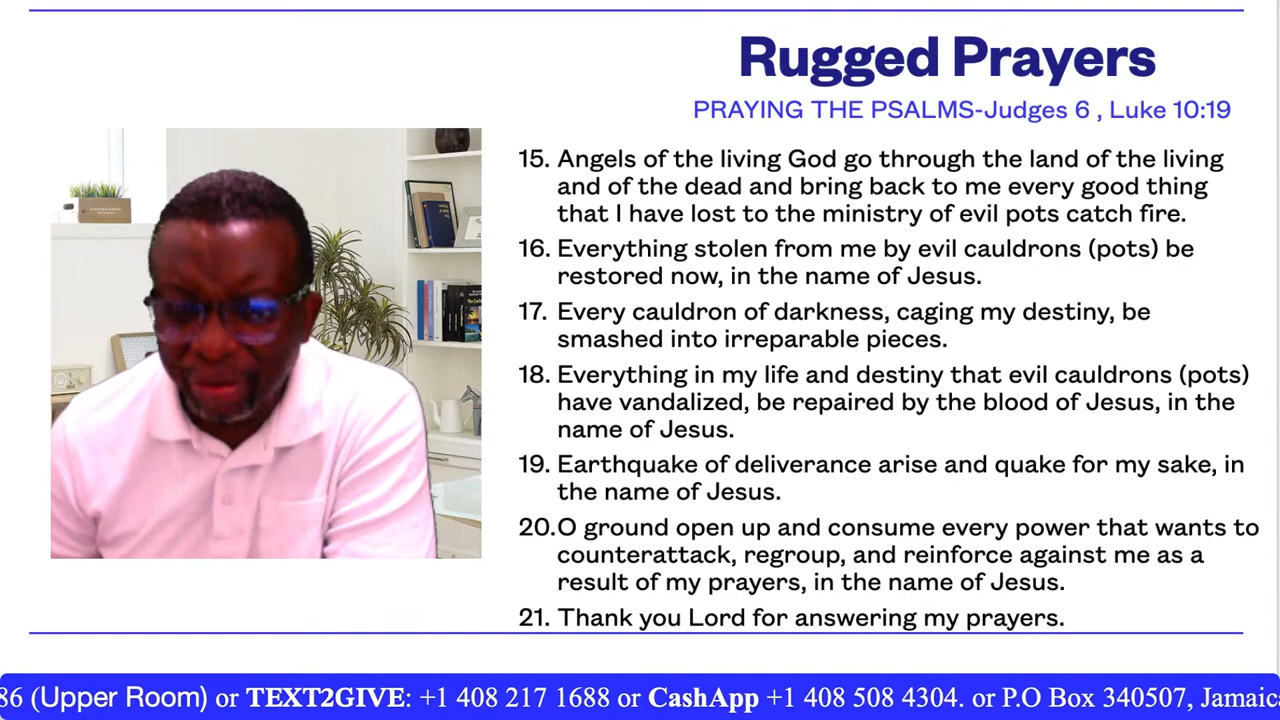 Rugged Prayers
PRAYING THE PSALMS-Judges 6 , Luke 10:19
15. Angels of the living God go through the land of the living
and of the dead and bring back to me every good thing
that I have lost to the ministry of evil pots catch fire.
16. Everything stolen from me by evil cauldrons (pots) be
restored now, in the name of Jesus.
17. Every cauldron of darkness, caging my destiny, be
smashed into irreparable pieces.
18. Everything in my life and destiny that evil cauldrons (pots)
have vandalized, be repaired by the blood of Jesus, in the
name of Jesus.
19. Earthquake of deliverance arise and quake for my sake, in
the name of Jesus.
20.O ground open up and consume every power that wants to
counterattack, regroup, and reinforce against me as a
result of my prayers, in the name of Jesus.
21. Thank you Lord for answering my prayers.
86 (Upper Room) or TEXT2GIVE: +1 408 217 1688 or CashApp +1 408 508 4304. or P.O Box 340507, Jamaic